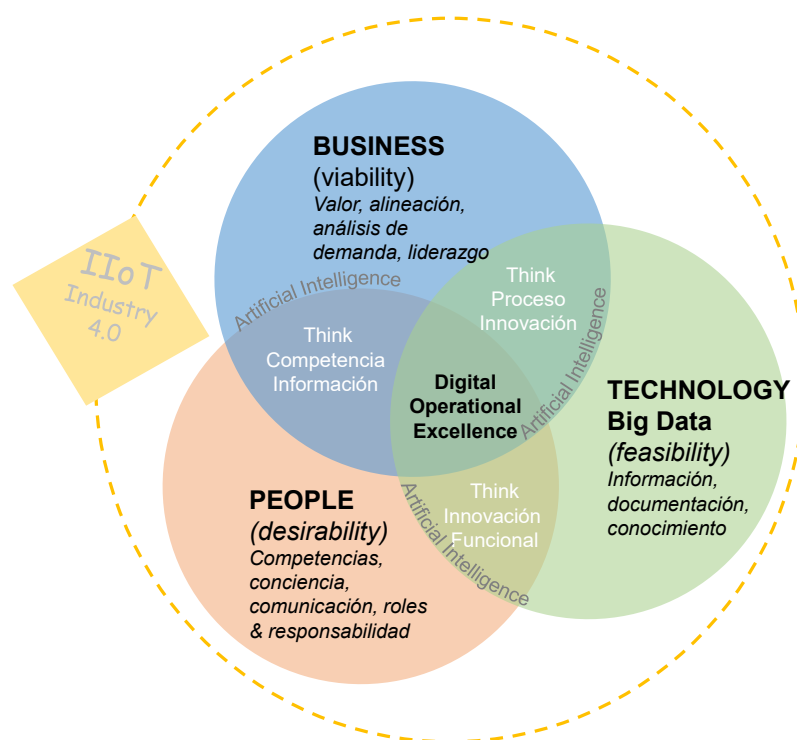 BUSINESS
(viability)
Valor, alineación,
análisis de
demanda, liderazgo
IIoT
Industry
4.0
Artificial Intelligence
Think
Proceso
Innovación
Think
Competencia
Información
Artificial Intelligence
Digital
Operational
Excellence
TECHNOLOGY
Big Data
(feasibility)
Información,
documentación,
conocimiento
PEOPLE
(desirability)
Competencias,
conciencia,
comunicación, roles
& responsabilidad
Think
Innovación
Funcional
Artificial Intelligence